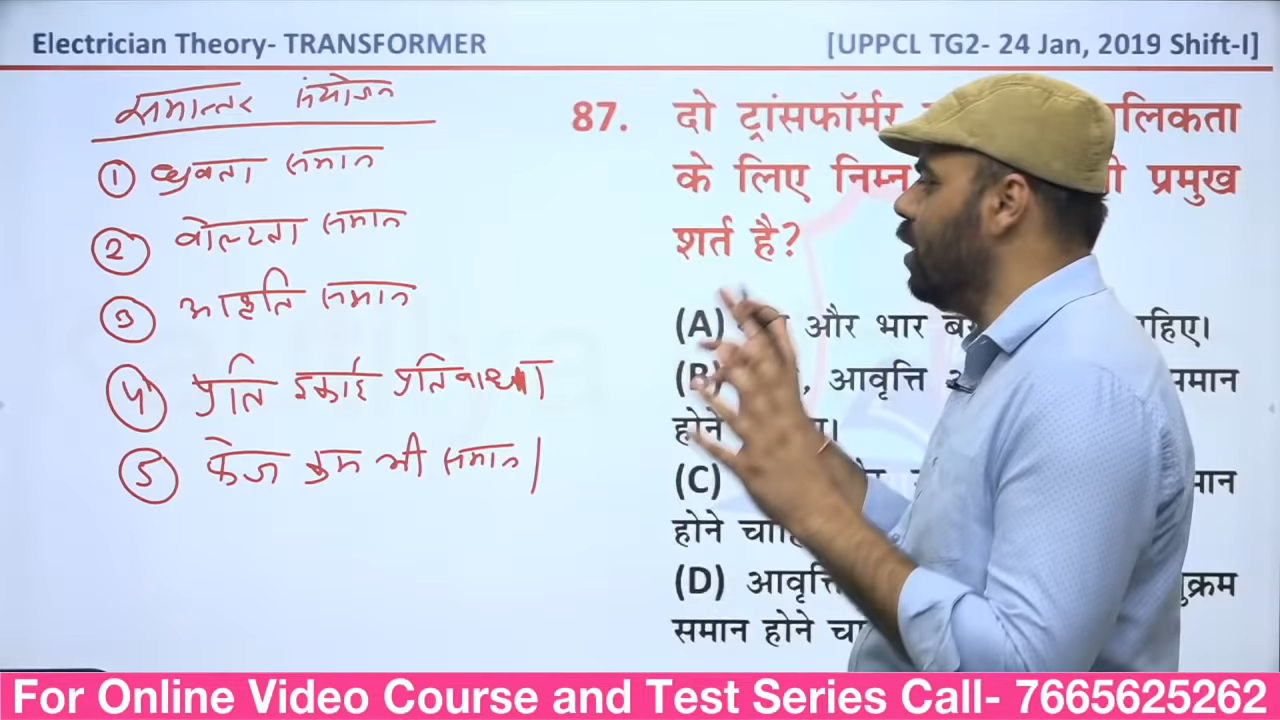 Electrician Theory- TRANSFORMER
[UPPCL TG2- 24 Jan, 2019 Shift-I]
समान्तर संयोजन
① ध्रुवता समान
② वोल्टता समान
③ आवृति समान
④ प्रति इकाई प्रतिबाधा
⑤ फेज क्रम भी समान।
87. दो ट्रांसफॉर्मर
के लिए निम्न प्रमुख
शर्त है?
(A) और भार
(B) आवृत्ति समान
होने
(C)
होने
(D) आवृत्ति
समान होने
For Online Video Course and Test Series Call- 7665625262